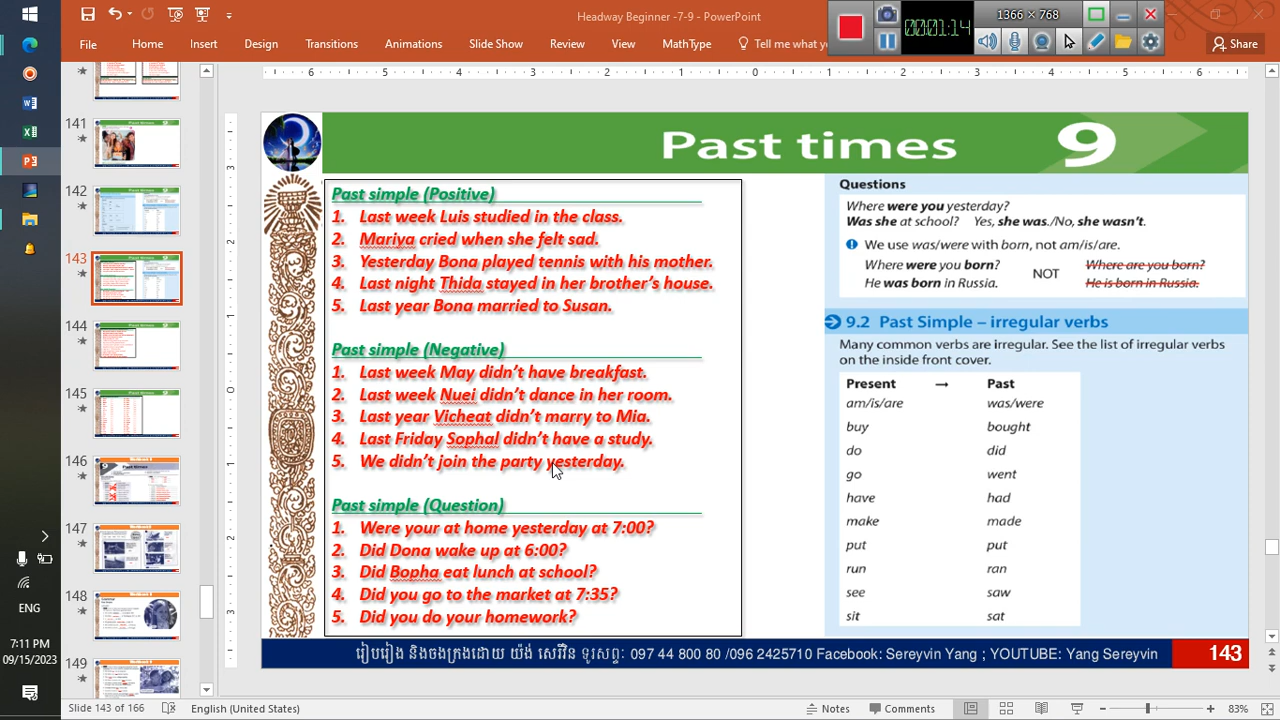 Headway Beginner -7-9 - PowerPoint
00:01:14
1366 × 768
File Home Insert Design Transitions Animations Slide Show Review View MathType Tell me what you
Share
6 4 2 5 6
141
142
143
144
145
146
147
148
149
Past times 9
Past simple (Positive)
1. Last week Luis studied in the class.
2. Mariya cried when she felt sad.
3. Yesterday Bona played tennis with his mother.
4. Last night Thida stayed in her brother's house.
5. Last year Bona married to Susan.
Past simple (Negative)
1. Last week May didn't have breakfast.
2. Last week Nuei didn't dance in her room.
3. Last year Vicheat didn't marry to Mia.
4. Last Friday Sophal didn't have a study.
5. We didn't join the party yesterday.
Past simple (Question)
1. Were your at home yesterday at 7:00?
2. Did Dona wake up at 6:00?
3. Did Bopha eat lunch at school?
4. Did you go to the market at 7:35?
5. Did you do your homework?
Questions
Where were you yesterday?
Was she at school? Yes, she was./No, she wasn't.
We use was/were with born, not am/is/are.
Where were you born? Where are you born?
NOT
He was born in Russia. He is born in Russia.
9.2 Past Simple – irregular verbs
Many common verbs are irregular. See the list of irregular verbs
on the inside front cover.
Present → Past
am/is/are was/were
buy bought
do did
go went
have had
make made
put put
run ran
see saw
sit sat
រៀបរៀង និងចងក្រងដោយ យ៉ង់ សេរីវិន ទូរសព្ទ: 097 44 800 80 /096 2425710 Facebook: Sereyvin Yang : YOUTUBE: Yang Sereyvin 143
ENG
7:11 PM
09/15/2023
Slide 143 of 166 English (United States) Notes Comments 83%